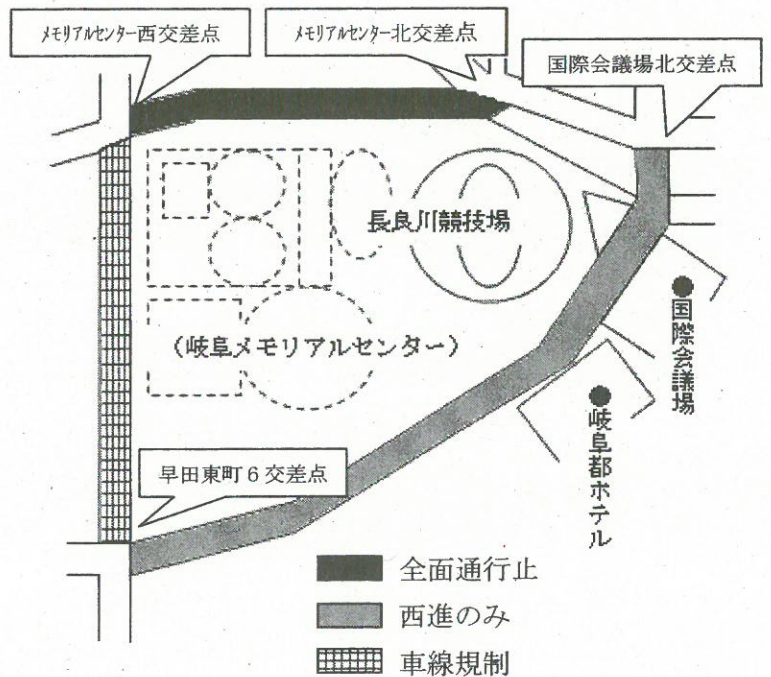 メモリアルセンター西交差点
メモリアルセンター北交差点
国際会議場北交差点
長良川競技場
(岐阜メモリアルセンター)
●国際会議場
●岐阜都ホテル
早田東町6交差点
全面通行止
西進のみ
車線規制